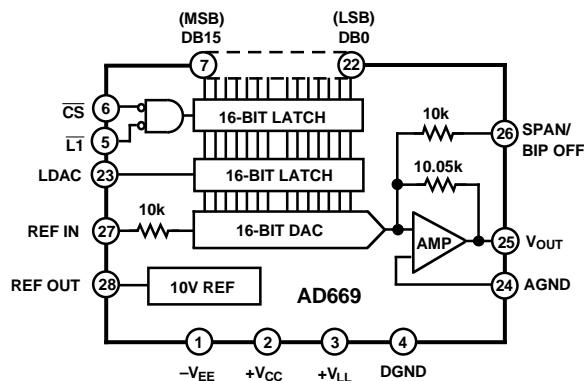 (MSB)
DB15
(LSB)
DB0
7
22
6
CS
16-BIT LATCH
10k
26
SPAN/
BIP OFF
5
L1
10.05k
LDAC
23
16-BIT LATCH
10k
REF IN
27
16-BIT DAC
AMP
25
VOUT
REF OUT
28
10V REF
AD669
24
AGND
1
2
3
4
–VEE
+VCC
+VLL
DGND